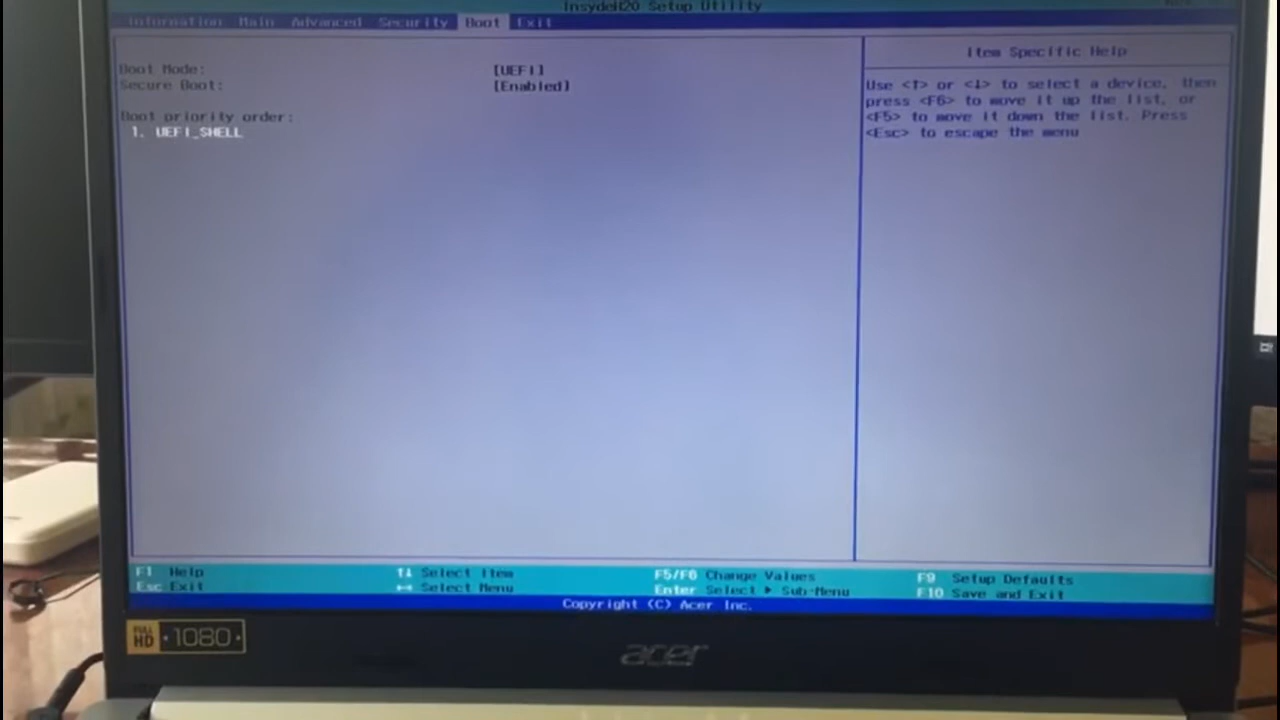 InsydeH20 Setup Utility
Information Main Advanced Security Boot Exit
Item Specific Help
Boot Mode: [UEFI]
Secure Boot: [Enabled]
Boot priority order:
1. UEFI_SHELL
Use <↑> or <↓> to select a device, then
press <F6> to move it up the list, or
<F5> to move it down the list. Press
<Esc> to escape the menu
F1 Help ↑↓ Select Item F5/F6 Change Values F9 Setup Defaults
Esc Exit ↔ Select Menu Enter Select ▶ Sub-Menu F10 Save and Exit
Copyright (C) Acer Inc.
FULL HD 1080
acer